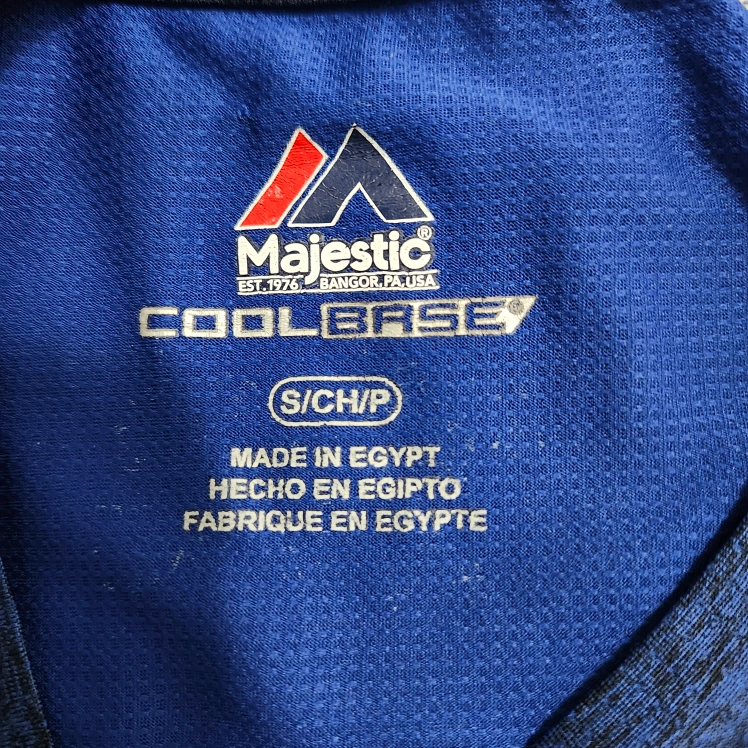 Majestic®
EST. 1976 BANGOR, PA, USA
COOLBASE®
S/CH/P
MADE IN EGYPT
HECHO EN EGIPTO
FABRIQUE EN EGYPTE